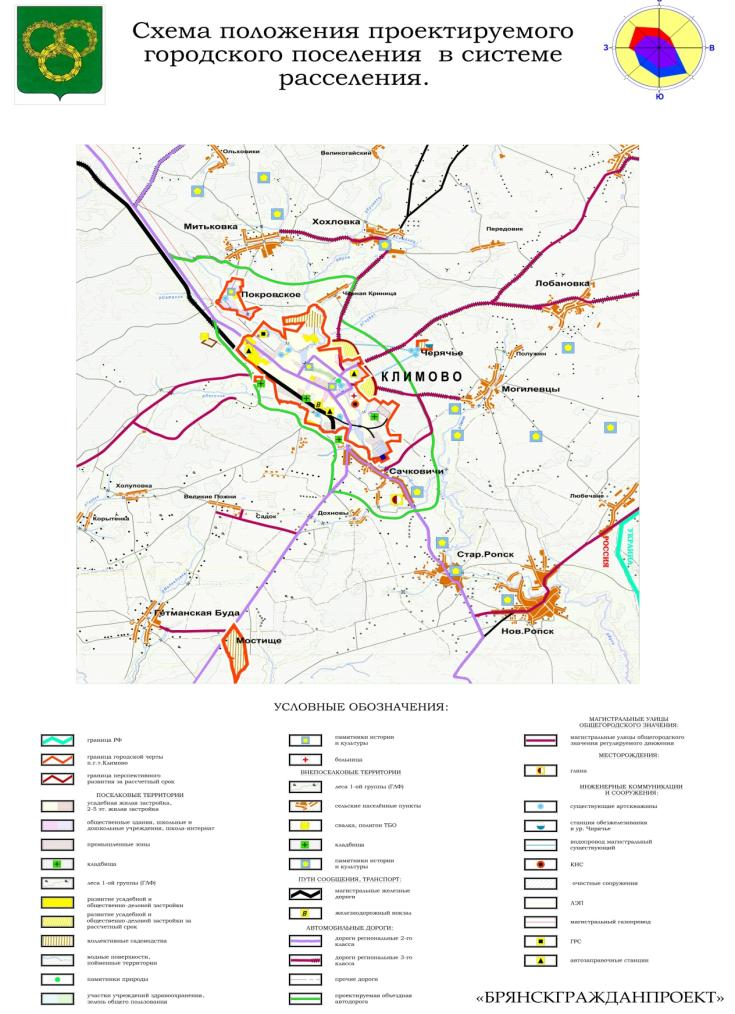 Схема положения проектируемого
городского поселения в системе
расселения.
З
В
Ю
Ольховики
Великогайский
Митьковка
Хохловка
Передовик
Покровское
Чёрная Криница
Лобановка
Черячье
Полужин
КЛИМОВО
Могилевцы
Сачковичи
Холуповка
Великие Пожни
Любечане
Корытенка
Садок
Дохновы
РОССИЯ
УКРАИНА
Стар.Ропск
Гетманская Буда
Мостище
Нов.Ропск
УСЛОВНЫЕ ОБОЗНАЧЕНИЯ:
граница РФ
граница городской черты
п.г.т.Климово
граница перспективного
развития за рассчетный срок
ПОСЕЛКОВЫЕ ТЕРРИТОРИИ
усадебная жилая застройка,
2-5 эт. жилая застройка
общественные здания, школьные и
дошкольные учреждения, школа-интернат
промышленные зоны
кладбища
леса 1-ой группы (ГЛФ)
развитие усадебной и
общественно-деловой застройки
развитие усадебной и
общественно-деловой застройки за
рассчетный срок
коллективные садоводства
водные поверхности,
пойменные территории
памятники природы
участки учреждений здравоохранения,
зелень общего пользования
памятники истории
и культуры
больница
ВНЕПОСЕЛКОВЫЕ ТЕРРИТОРИИ
леса 1-ой группы (ГЛФ)
сельские населённые пункты
свалка, полигон ТБО
кладбища
памятники истории
и культуры
ПУТИ СООБЩЕНИЯ, ТРАНСПОРТ:
магистральные железные
дороги
В железнодорожный вокзал
АВТОМОБИЛЬНЫЕ ДОРОГИ:
дороги региональные 2-го
класса
дороги региональные 3-го
класса
прочие дороги
проектируемая объездная
автодорога
МАГИСТРАЛЬНЫЕ УЛИЦЫ
ОБЩЕГОРОДСКОГО ЗНАЧЕНИЯ:
магистральные улицы общегородского
значения регулируемого движения
МЕСТОРОЖДЕНИЯ:
глина
ИНЖЕНЕРНЫЕ КОММУНИКАЦИИ
И СООРУЖЕНИЯ:
существующие артскважины
станция обезжелезивания
в ур. Чирячье
водопровод магистральный
существующий
КНС
очистные сооружения
ЛЭП
магистральный газопровод
ГРС
автозаправочные станции
«БРЯНСКГРАЖДАНПРОЕКТ»